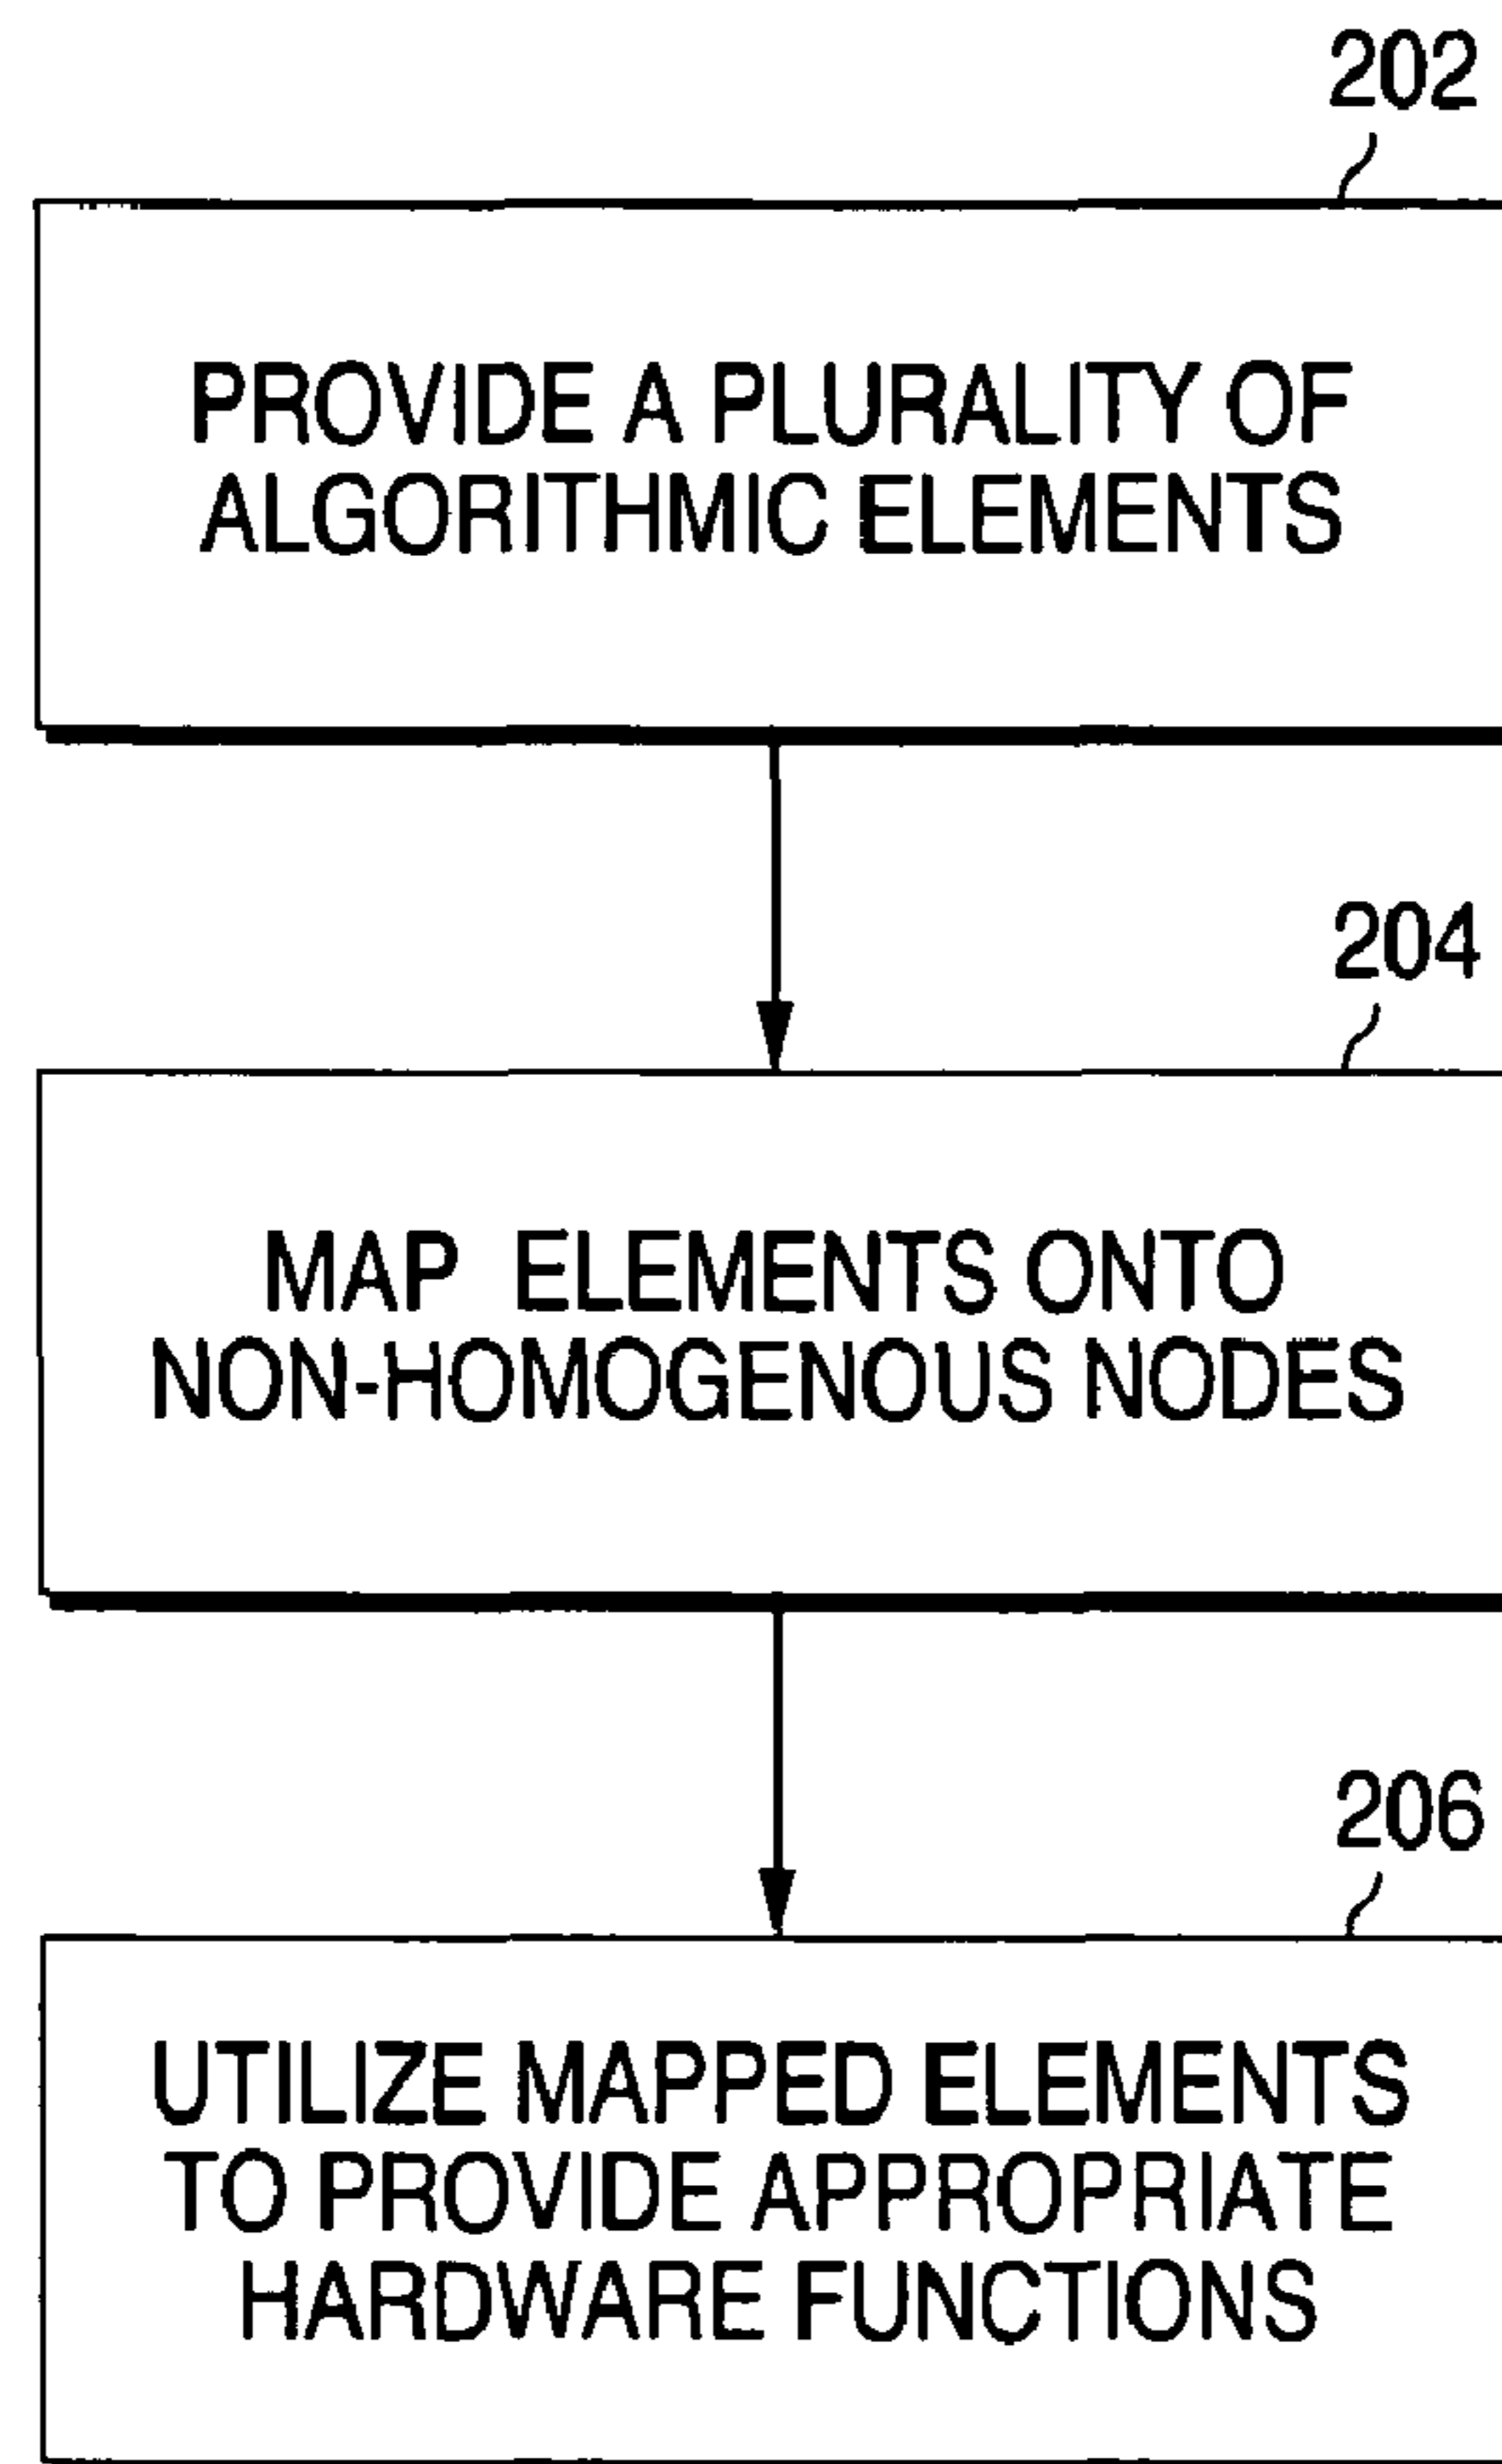 202
PROVIDE A PLURALITY OF
ALGORITHMIC ELEMENTS
204
MAP ELEMENTS ONTO
NON-HOMOGENOUS NODES
206
UTILIZE MAPPED ELEMENTS
TO PROVIDE APPROPRIATE
HARDWARE FUNCTIONS